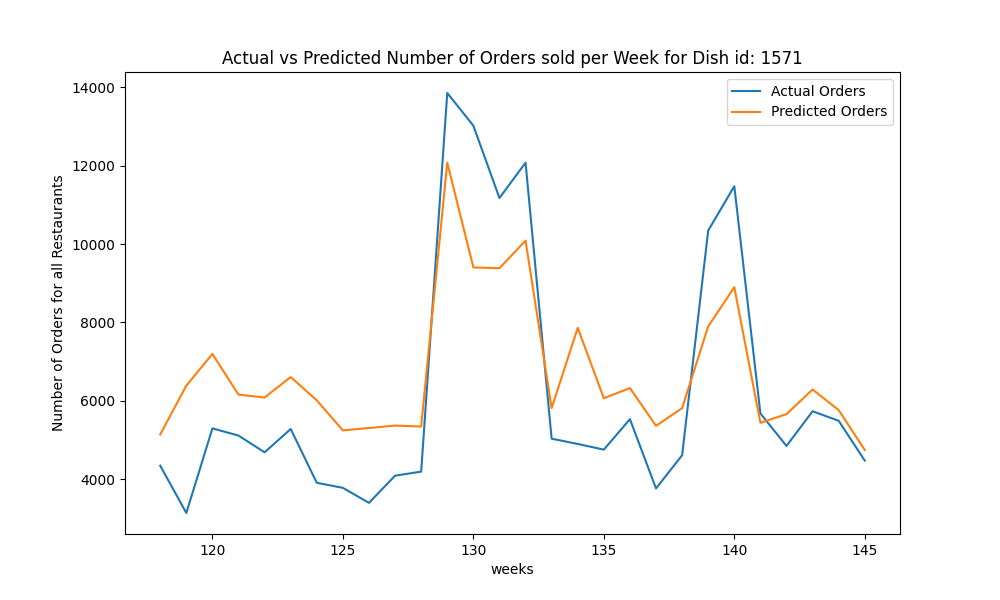 Actual vs Predicted Number of Orders sold per Week for Dish id: 1571
Actual Orders
Predicted Orders
Number of Orders for all Restaurants
14000
12000
10000
8000
6000
4000
120 125 130 135 140 145
weeks